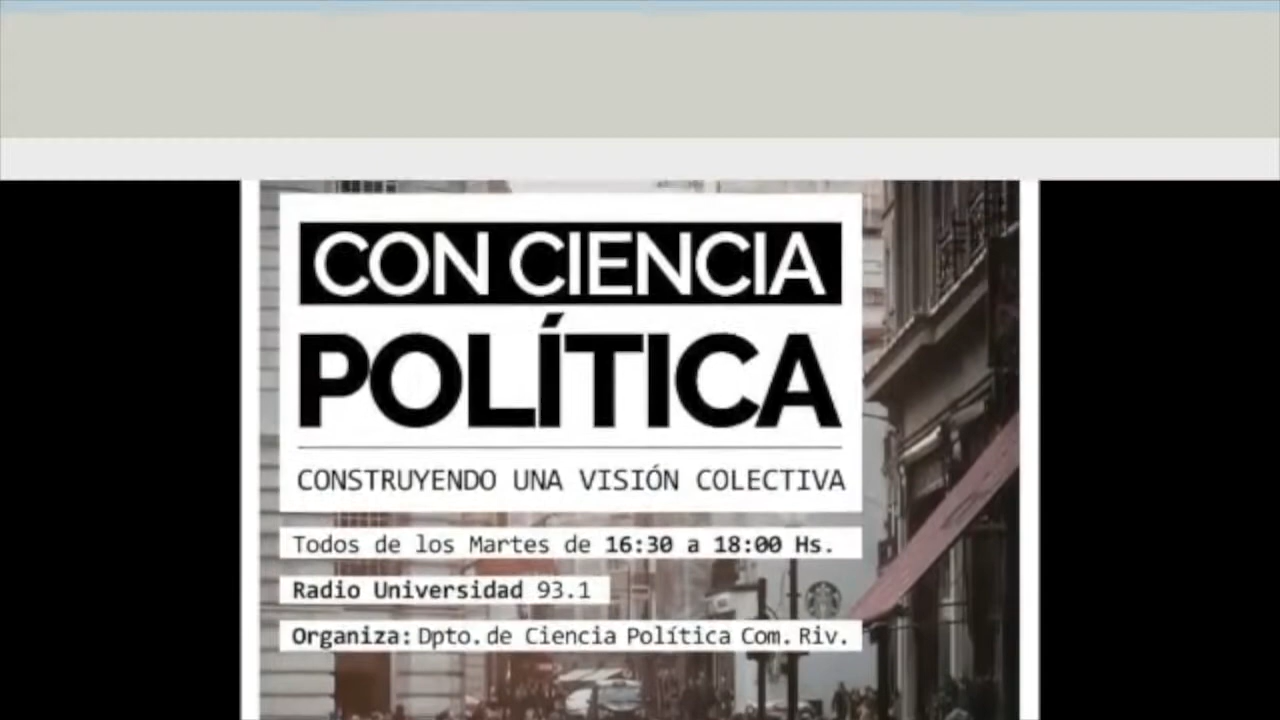 CON CIENCIA
POLÍTICA
CONSTRUYENDO UNA VISIÓN COLECTIVA
Todos de los Martes de 16:30 a 18:00 Hs.
Radio Universidad 93.1
Organiza: Dpto. de Ciencia Política Com. Riv.